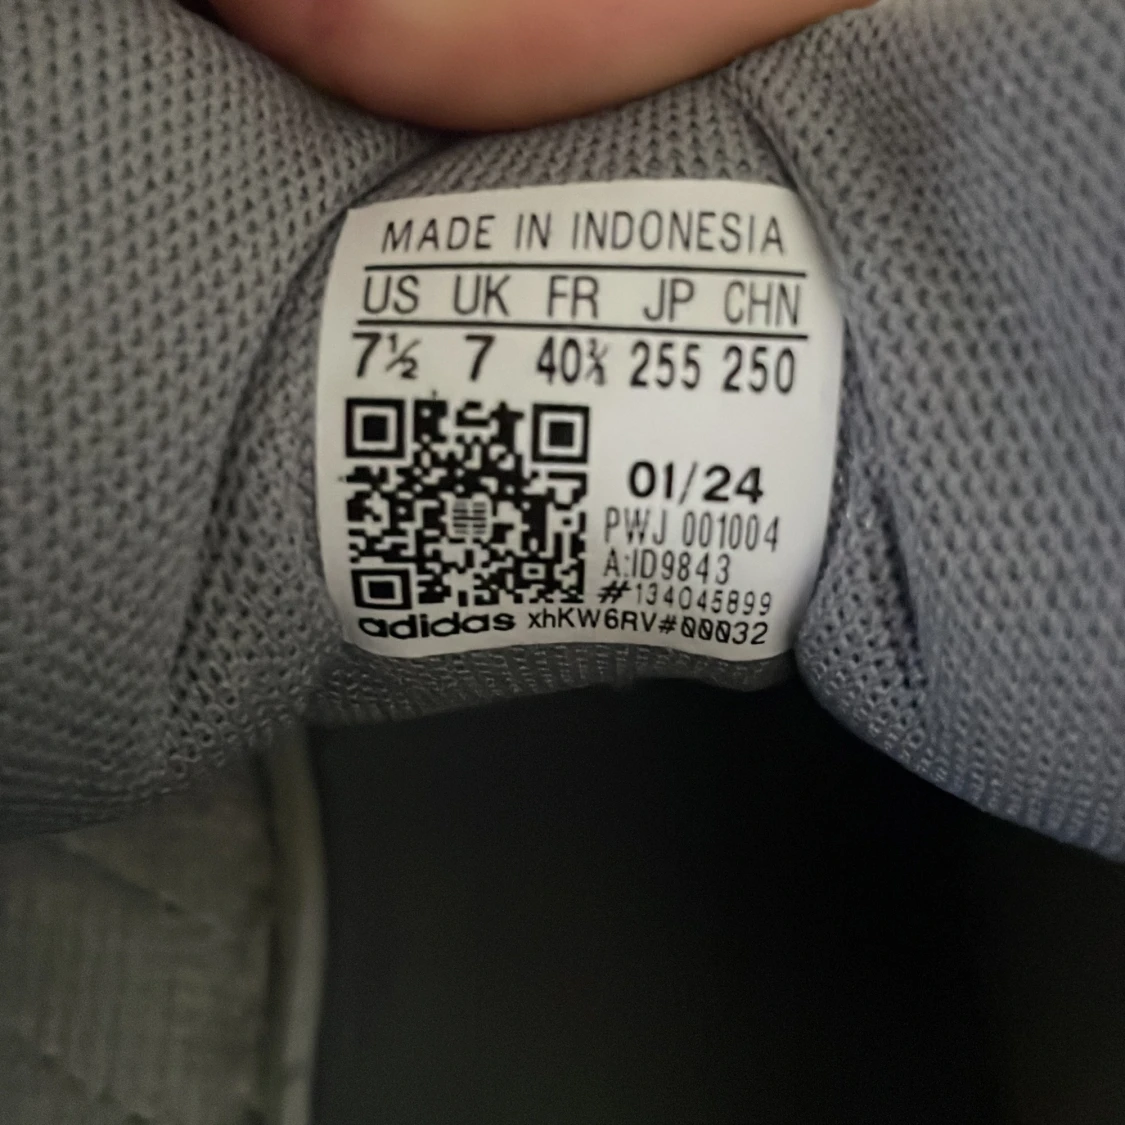 MADE IN INDONESIA
US UK FR JP CHN
7½ 7 40⅔ 255 250
01/24
PWJ 001004
A:ID9843
#134045899
adidas xhKW6RV#00032